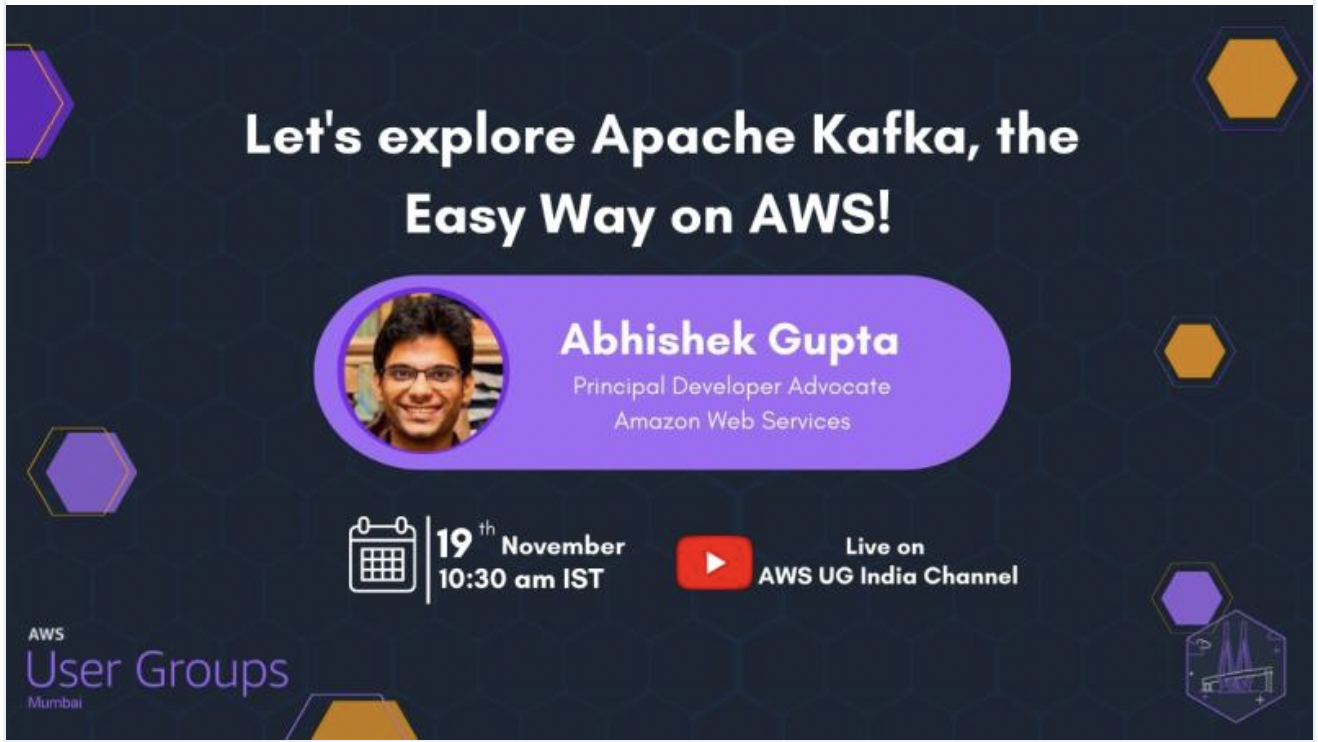 Let's explore Apache Kafka, the
Easy Way on AWS!
Abhishek Gupta
Principal Developer Advocate
Amazon Web Services
19th November
10:30 am IST
Live on
AWS UG India Channel
AWS
User Groups
Mumbai